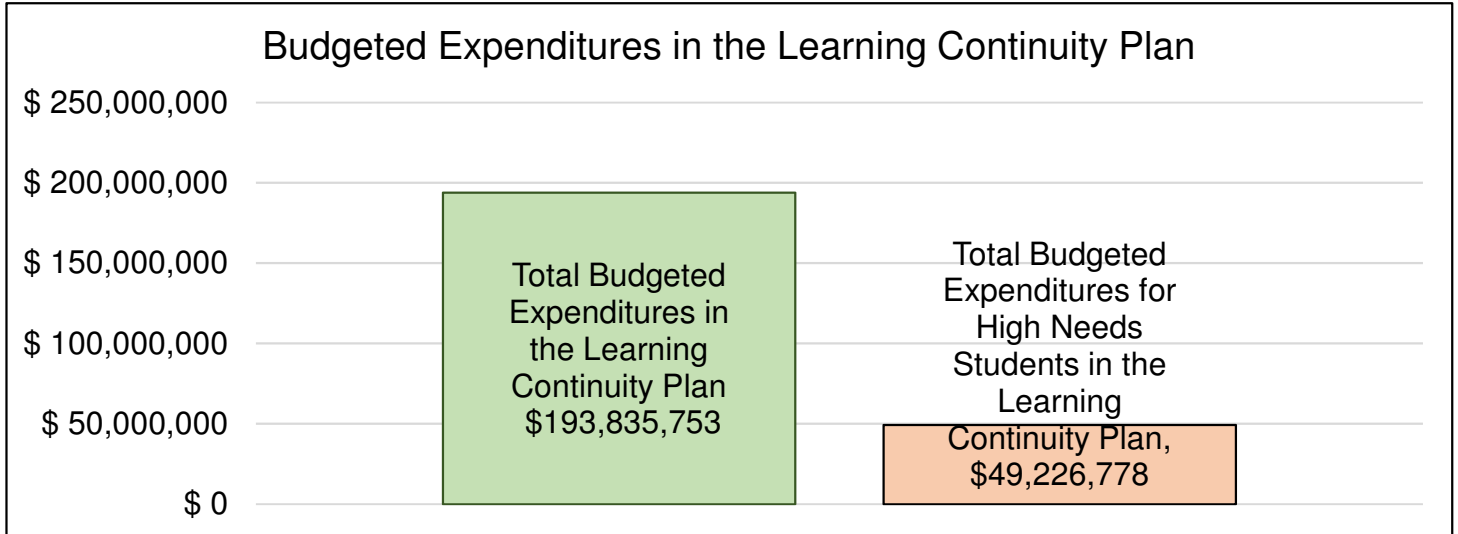 Budgeted Expenditures in the Learning Continuity Plan
$ 250,000,000
$ 200,000,000
$ 150,000,000
$ 100,000,000
$ 50,000,000
$ 0
Total Budgeted
Expenditures in
the Learning
Continuity Plan
$193,835,753
Total Budgeted
Expenditures for
High Needs
Students in the
Learning
Continuity Plan,
$49,226,778